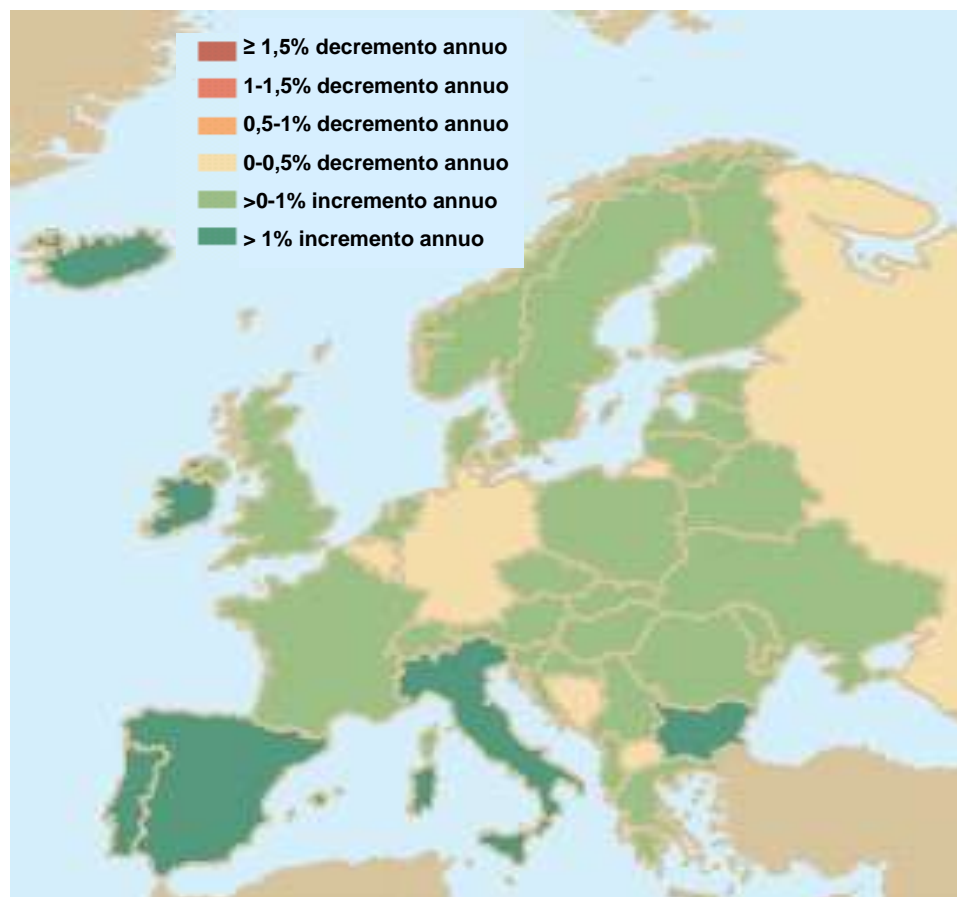 ≥ 1,5% decremento annuo
1-1,5% decremento annuo
0,5-1% decremento annuo
0-0,5% decremento annuo
>0-1% incremento annuo
> 1% incremento annuo